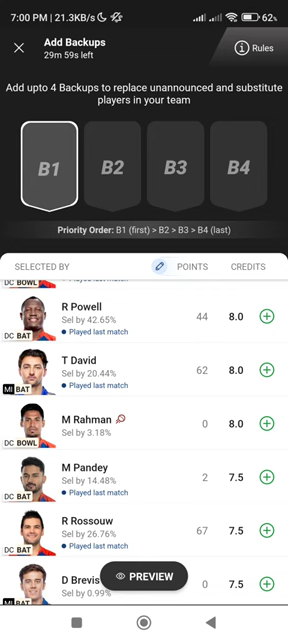 7:00 PM | 21.3KB/s
62%
Add Backups
29m 59s left
Rules
Add upto 4 Backups to replace unannounced and substitute
players in your team
B1
B2
B3
B4
Priority Order: B1 (first) > B2 > B3 > B4 (last)
SELECTED BY
POINTS
CREDITS
DC BOWL
Played last match
R Powell
Sel by 42.65%
44
8.0
DC BAT
Played last match
T David
Sel by 20.44%
62
8.0
MI BAT
Played last match
M Rahman
Sel by 3.18%
0
8.0
DC BOWL
M Pandey
Sel by 14.48%
2
7.5
DC BAT
Played last match
R Rossouw
Sel by 26.76%
67
7.5
DC BAT
Played last match
D Brevis
Sel by 0.99%
0
7.5
MI BAT
PREVIEW